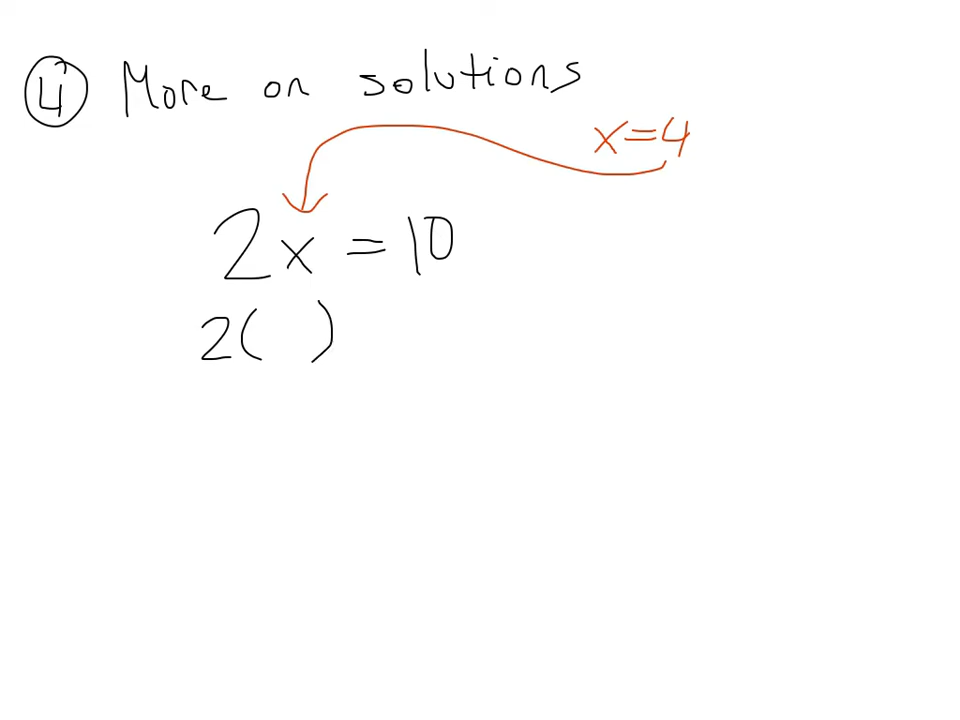 ④ More on solutions
x=4
2x = 10
2( )